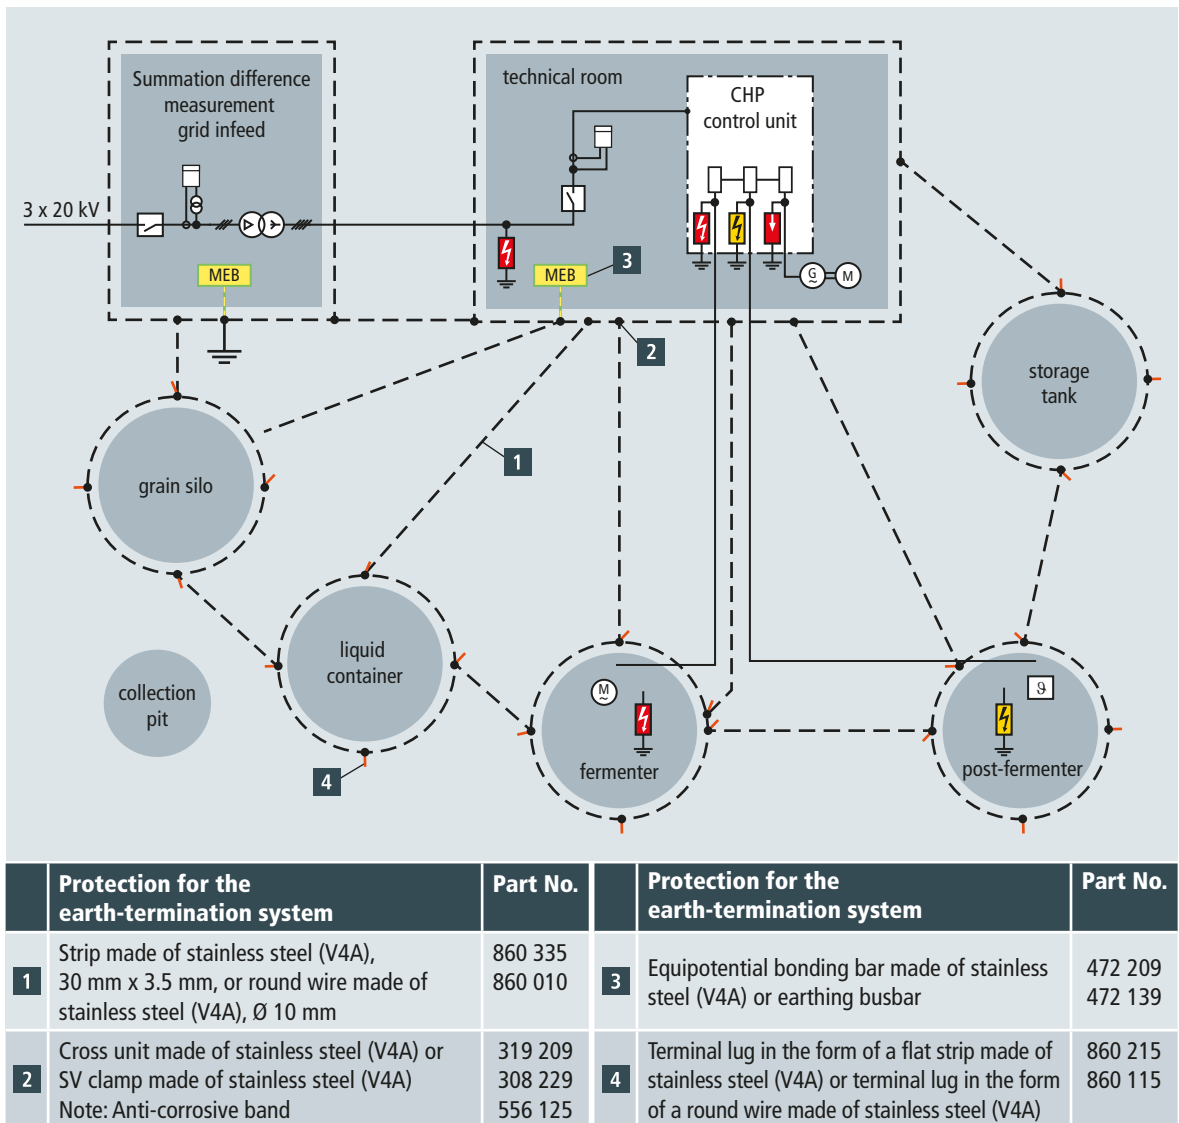 Summation difference
measurement
grid infeed
3 x 20 kV
MEB
technical room
CHP
control unit
MEB
3
G
~
M
2
1
storage
tank
grain silo
liquid
container
collection
pit
4
M
~
fermenter
ϑ
post-fermenter
Protection for the
earth-termination system
Part No.
1
Strip made of stainless steel (V4A),
30 mm x 3.5 mm, or round wire made of
stainless steel (V4A), Ø 10 mm
860 335
860 010
2
Cross unit made of stainless steel (V4A) or
SV clamp made of stainless steel (V4A)
Note: Anti-corrosive band
319 209
308 229
556 125
Protection for the
earth-termination system
Part No.
3
Equipotential bonding bar made of stainless
steel (V4A) or earthing busbar
472 209
472 139
4
Terminal lug in the form of a flat strip made of
stainless steel (V4A) or terminal lug in the form
of a round wire made of stainless steel (V4A)
860 215
860 115